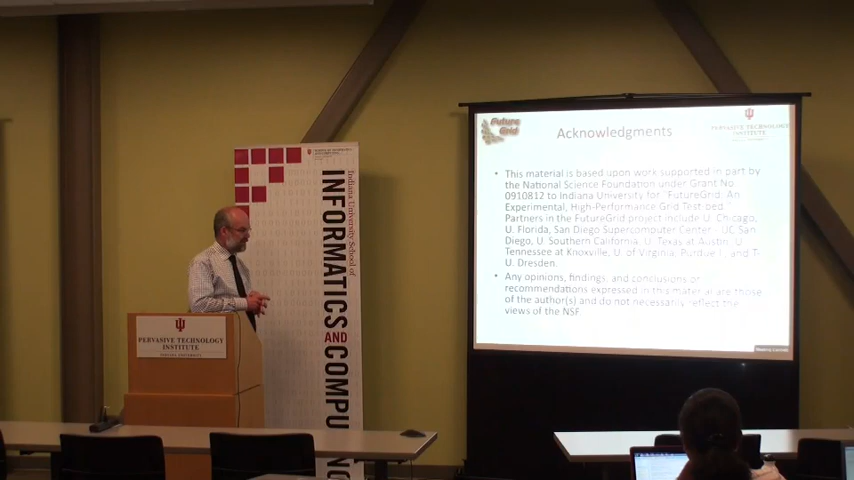 Indiana University School of
INFORMATICS AND COMPU
NG
PERVASIVE TECHNOLOGY
INSTITUTE
INDIANA UNIVERSITY
Future
Grid
Acknowledgments
PERVASIVE TECHNOLOGY
INSTITUTE
• This material is based upon work supported in part by
the National Science Foundation under Grant No.
0910812 to Indiana University for "FutureGrid: An
Experimental, High-Performance Grid Test-bed."
Partners in the FutureGrid project include U. Chicago,
U. Florida, San Diego Supercomputer Center - UC San
Diego, U. Southern California, U. Texas at Austin, U.
Tennessee at Knoxville, U. of Virginia, Purdue I., and T-
U. Dresden.
• Any opinions, findings, and conclusions or
recommendations expressed in this material are those
of the author(s) and do not necessarily reflect the
views of the NSF.